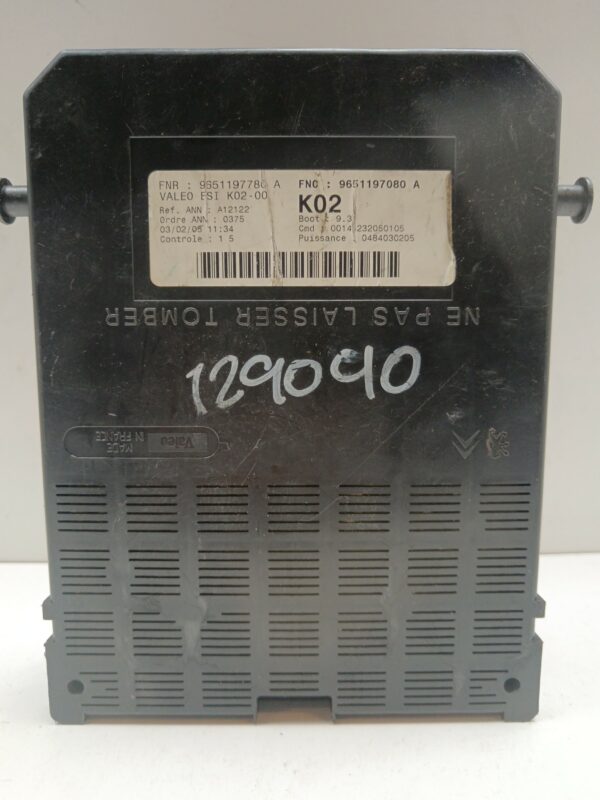 FNR : 9651197780 A
FNC : 9651197080 A
VALEO BSI K02-00
K02
Ref. ANN : A12122
Boot : 9.3
Ordre ANN : 0375
Cmd : 0014 232050105
03/02/05 11:34
Puissance : 0484030205
Controle : 1 5
NE PAS LAISSER TOMBER
129090
MADE IN FRANCE
Valeo